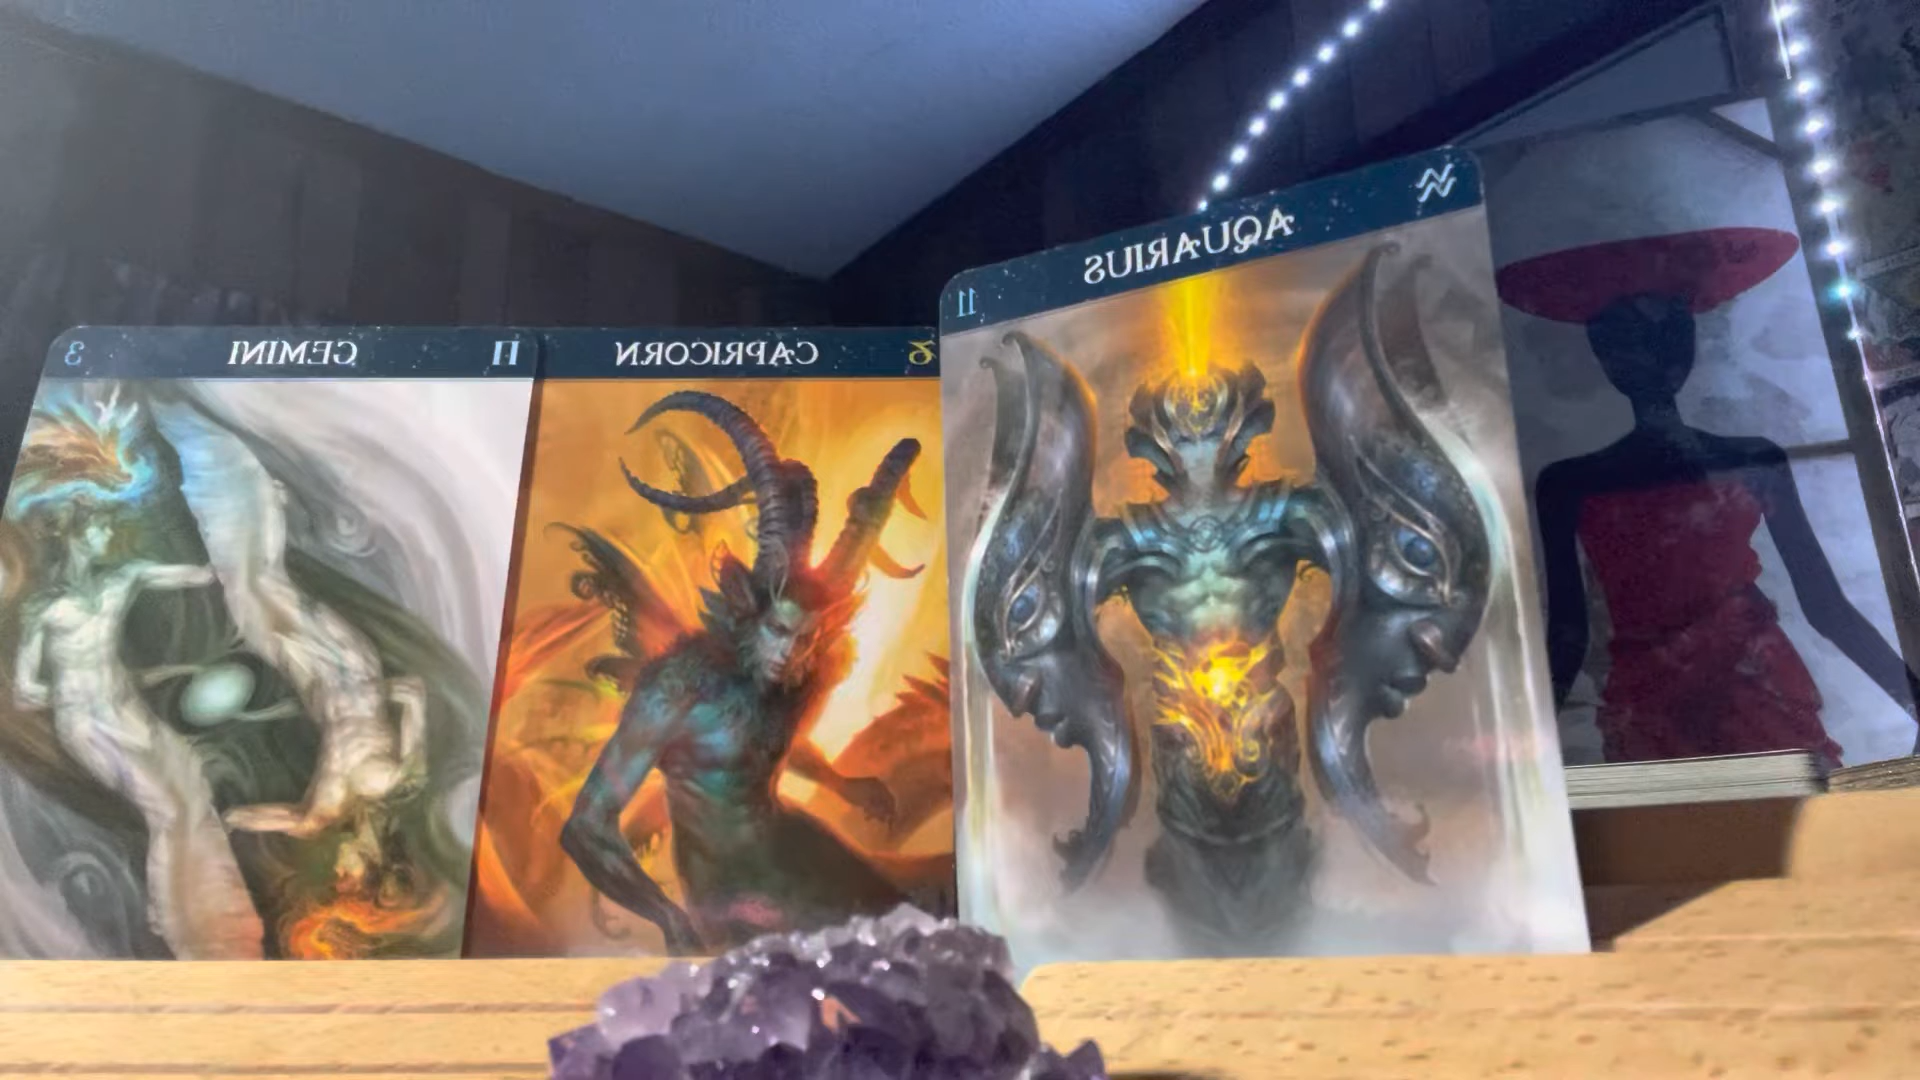 3 GEMINI ♊
CAPRICORN ♑
11 AQUARIUS ♒